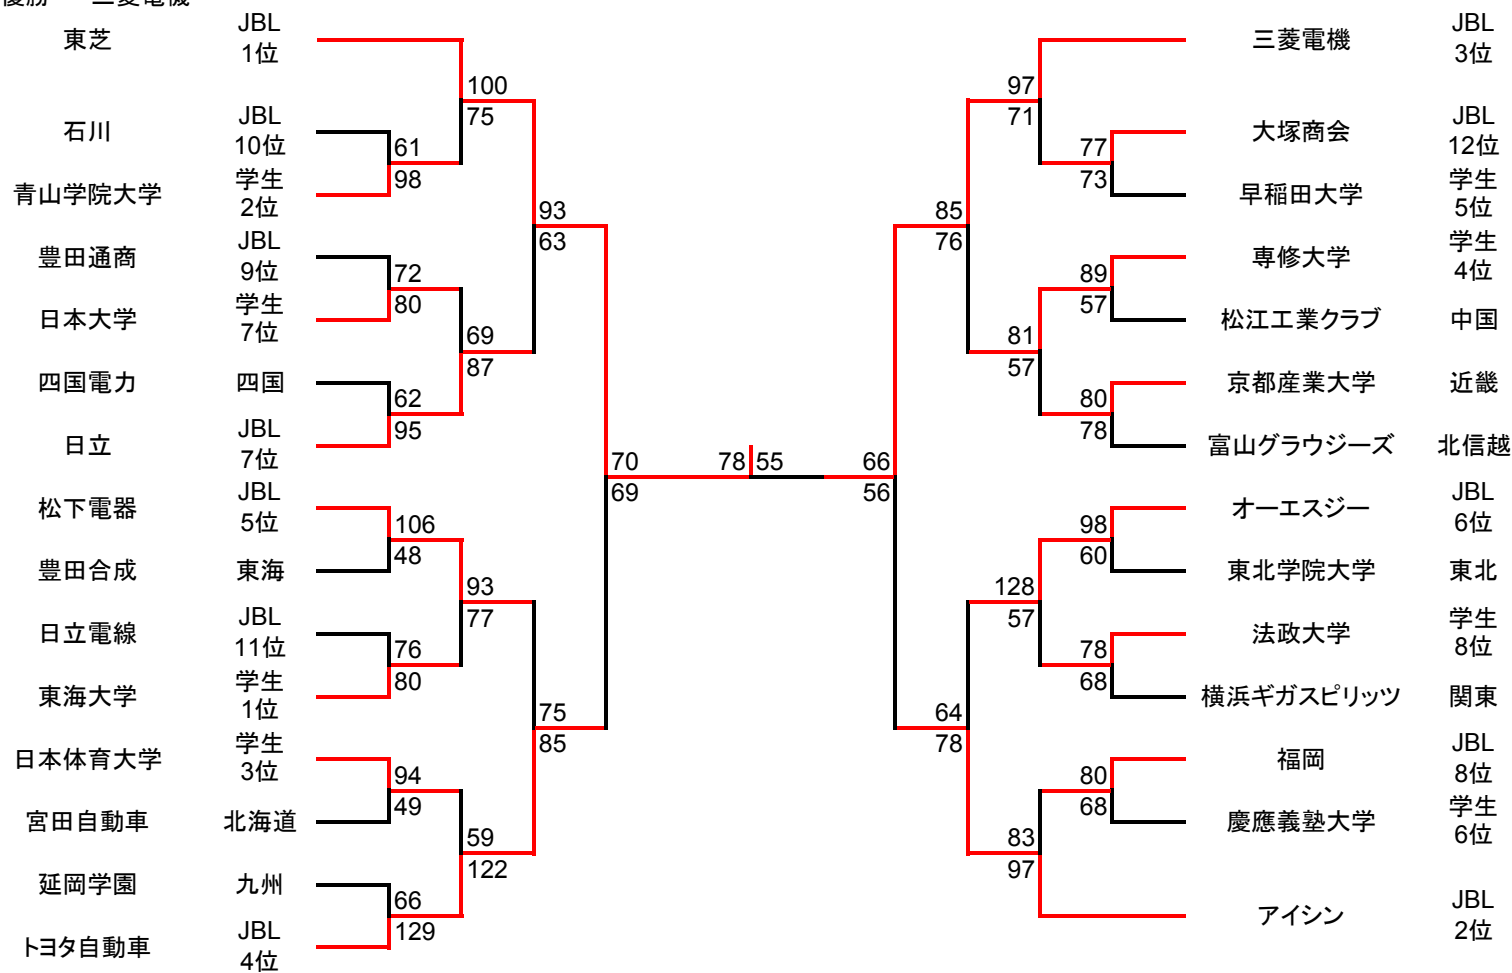 東芝 JBL 1位
石川 JBL 10位
青山学院大学 学生 2位
豊田通商 JBL 9位
日本大学 学生 7位
四国電力 四国
日立 JBL 7位
松下電器 JBL 5位
豊田合成 東海
日立電線 JBL 11位
東海大学 学生 1位
日本体育大学 学生 3位
宮田自動車 北海道
延岡学園 九州
トヨタ自動車 JBL 4位
61
98
72
80
62
95
106
48
76
80
94
49
66
129
100
75
69
87
93
77
59
122
93
63
75
85
70
69
78 55
66
56
85
76
64
78
97
71
81
57
128
57
83
97
77
73
89
57
80
78
98
60
78
68
80
68
三菱電機 JBL 3位
大塚商会 JBL 12位
早稲田大学 学生 5位
専修大学 学生 4位
松江工業クラブ 中国
京都産業大学 近畿
富山グラウジーズ 北信越
オーエスジー JBL 6位
東北学院大学 東北
法政大学 学生 8位
横浜ギガスピリッツ 関東
福岡 JBL 8位
慶應義塾大学 学生 6位
アイシン JBL 2位